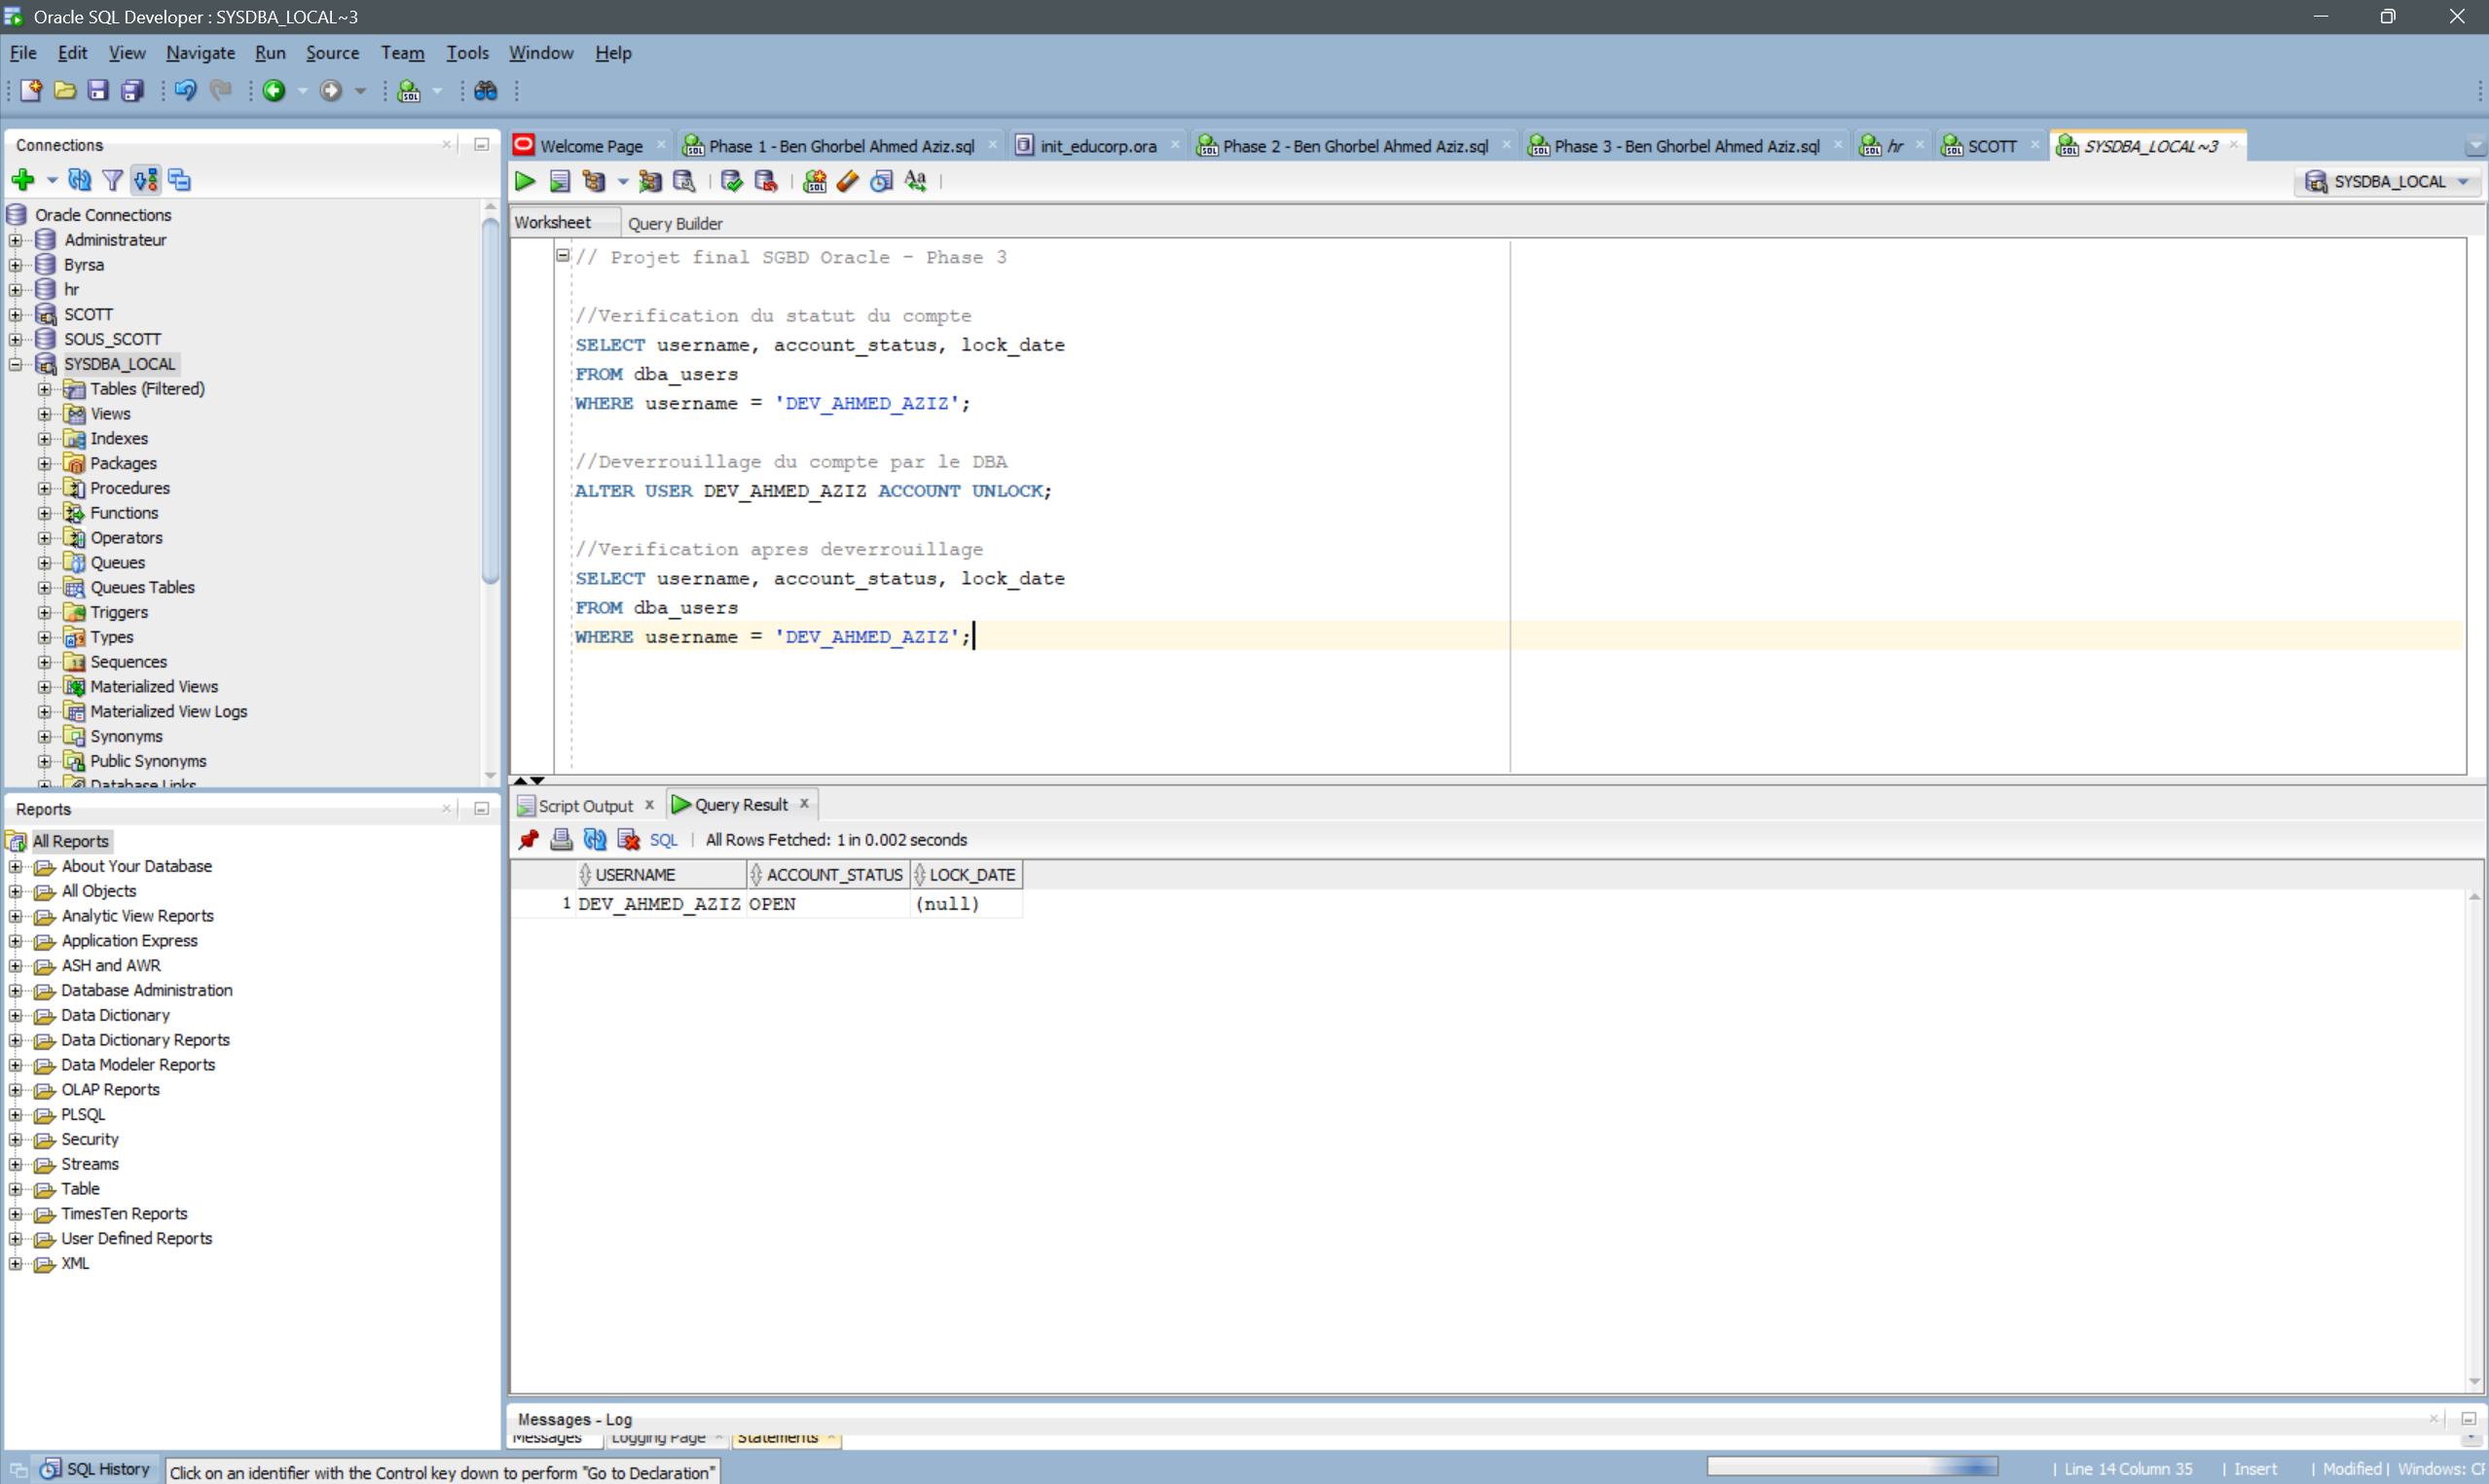 Oracle SQL Developer : SYSDBA_LOCAL~3
File Edit View Navigate Run Source Team Tools Window Help
Connections
Oracle Connections
Administrateur
Byrsa
hr
SCOTT
SOUS_SCOTT
SYSDBA_LOCAL
Tables (Filtered)
Views
Indexes
Packages
Procedures
Functions
Operators
Queues
Queues Tables
Triggers
Types
Sequences
Materialized Views
Materialized View Logs
Synonyms
Public Synonyms
Database Links
Reports
All Reports
About Your Database
All Objects
Analytic View Reports
Application Express
ASH and AWR
Database Administration
Data Dictionary
Data Dictionary Reports
Data Modeler Reports
OLAP Reports
PLSQL
Security
Streams
Table
TimesTen Reports
User Defined Reports
XML
Welcome Page Phase 1 - Ben Ghorbel Ahmed Aziz.sql init_educorp.ora Phase 2 - Ben Ghorbel Ahmed Aziz.sql Phase 3 - Ben Ghorbel Ahmed Aziz.sql hr SCOTT SYSDBA_LOCAL~3
SYSDBA_LOCAL
Worksheet Query Builder
// Projet final SGBD Oracle - Phase 3
//Verification du statut du compte
SELECT username, account_status, lock_date
FROM dba_users
WHERE username = 'DEV_AHMED_AZIZ';
//Deverrouillage du compte par le DBA
ALTER USER DEV_AHMED_AZIZ ACCOUNT UNLOCK;
//Verification apres deverrouillage
SELECT username, account_status, lock_date
FROM dba_users
WHERE username = 'DEV_AHMED_AZIZ';
Script Output Query Result
SQL All Rows Fetched: 1 in 0.002 seconds
USERNAME ACCOUNT_STATUS LOCK_DATE
1 DEV_AHMED_AZIZ OPEN (null)
Messages - Log
Messages Logging Page Statements
SQL History Click on an identifier with the Control key down to perform "Go to Declaration" Line 14 Column 35 Insert Modified Windows: